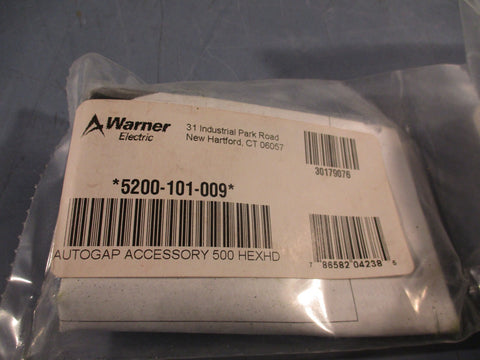 Warner
Electric
31 Industrial Park Road
New Hartford, CT 06057
30179076
*5200-101-009*
7 86582 04238 5
AUTOGAP ACCESSORY 500 HEXHD